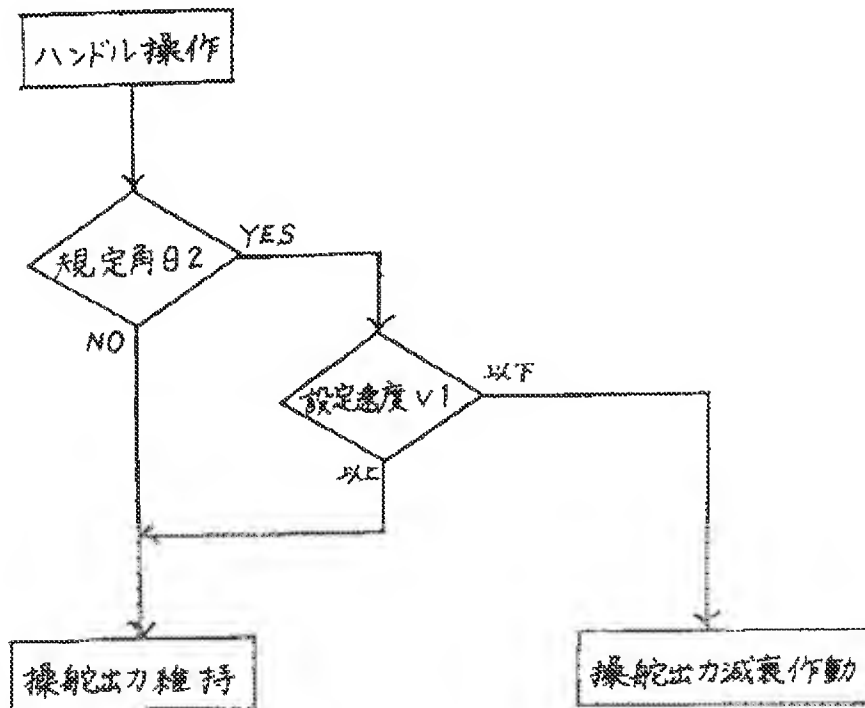 ハンドル操作
規定角θ2
YES
NO
設定速度V1
以下
以上
操舵出力維持
操舵出力減衰作動